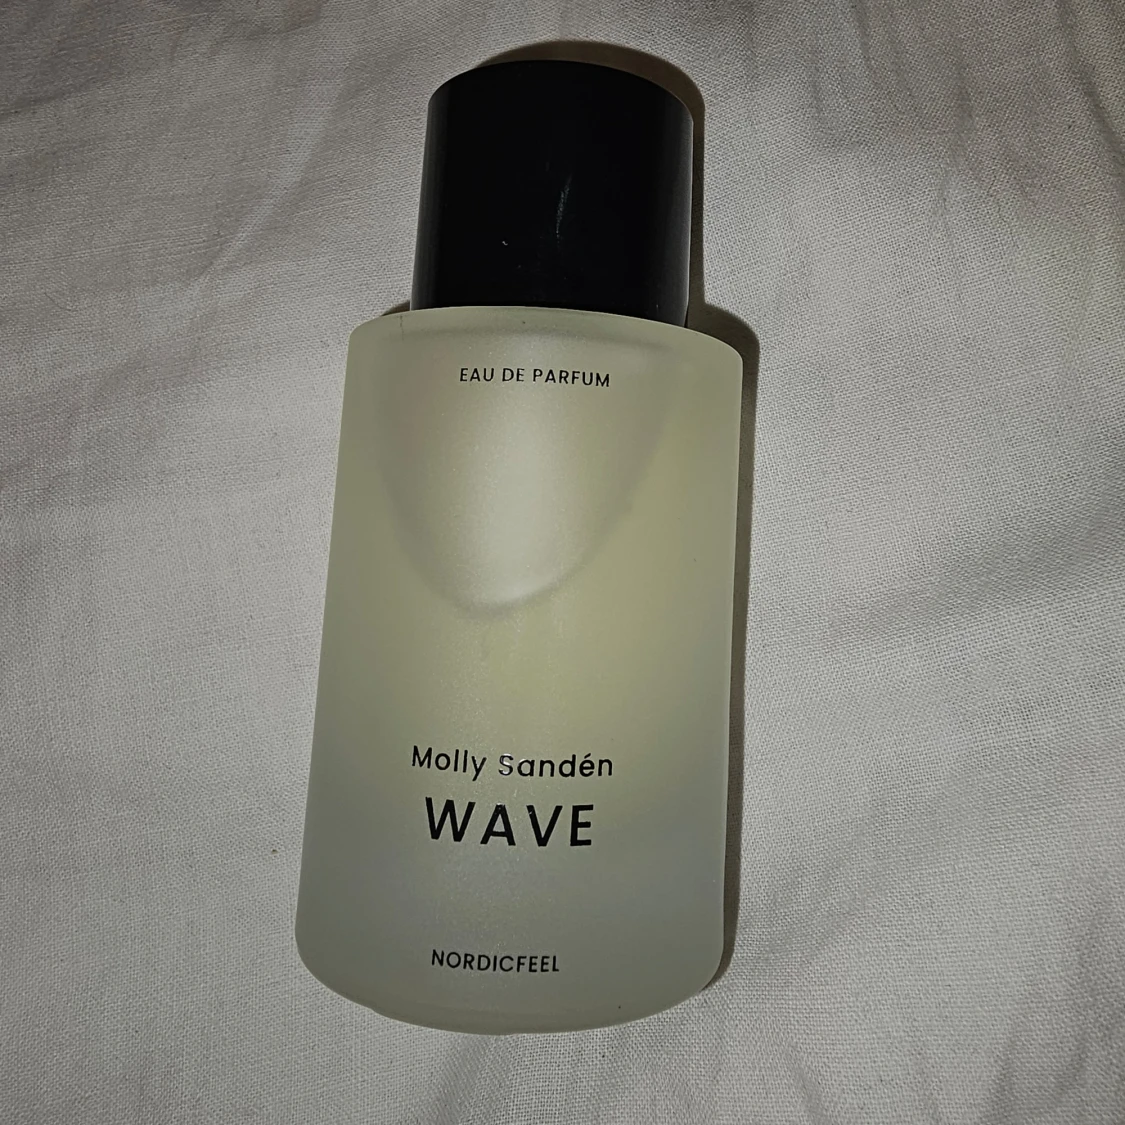 EAU DE PARFUM
Molly Sandén
WAVE
NORDICFEEL